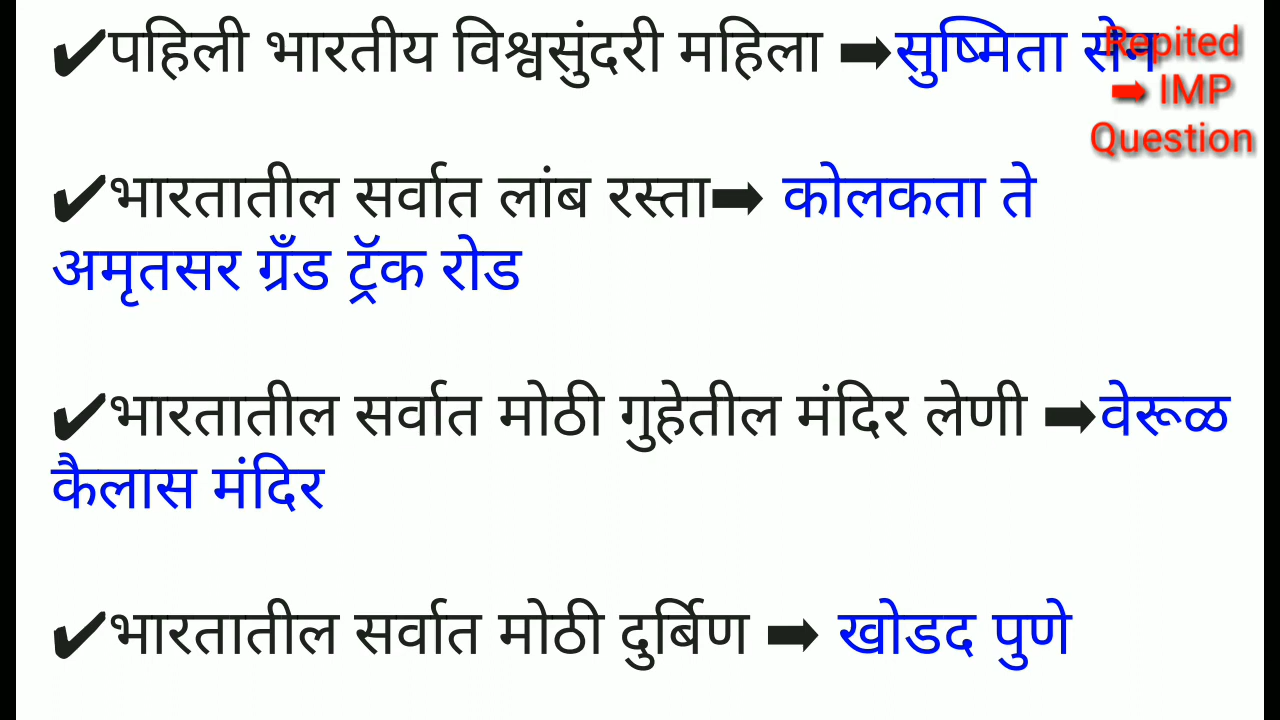 ✔पहिली भारतीय विश्वसुंदरी महिला ➡सुष्मिता सेन
Repited
➡ IMP
Question
✔भारतातील सर्वात लांब रस्ता➡ कोलकता ते
अमृतसर ग्रँड ट्रॅक रोड
✔भारतातील सर्वात मोठी गुहेतील मंदिर लेणी ➡वेरूळ
कैलास मंदिर
✔भारतातील सर्वात मोठी दुर्बिण ➡ खोडद पुणे